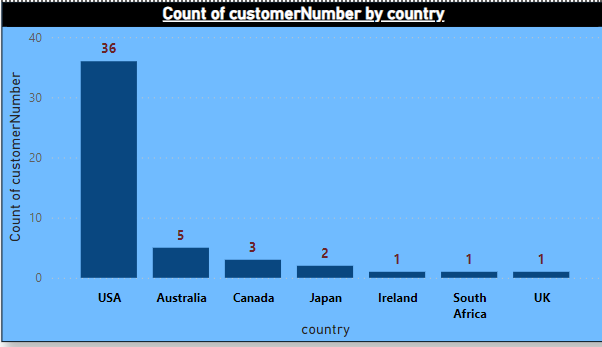 Count of customerNumber by country
Count of customerNumber
40
30
20
10
0
36
5
3
2
1
1
1
USA
Australia
Canada
Japan
Ireland
South
Africa
UK
country